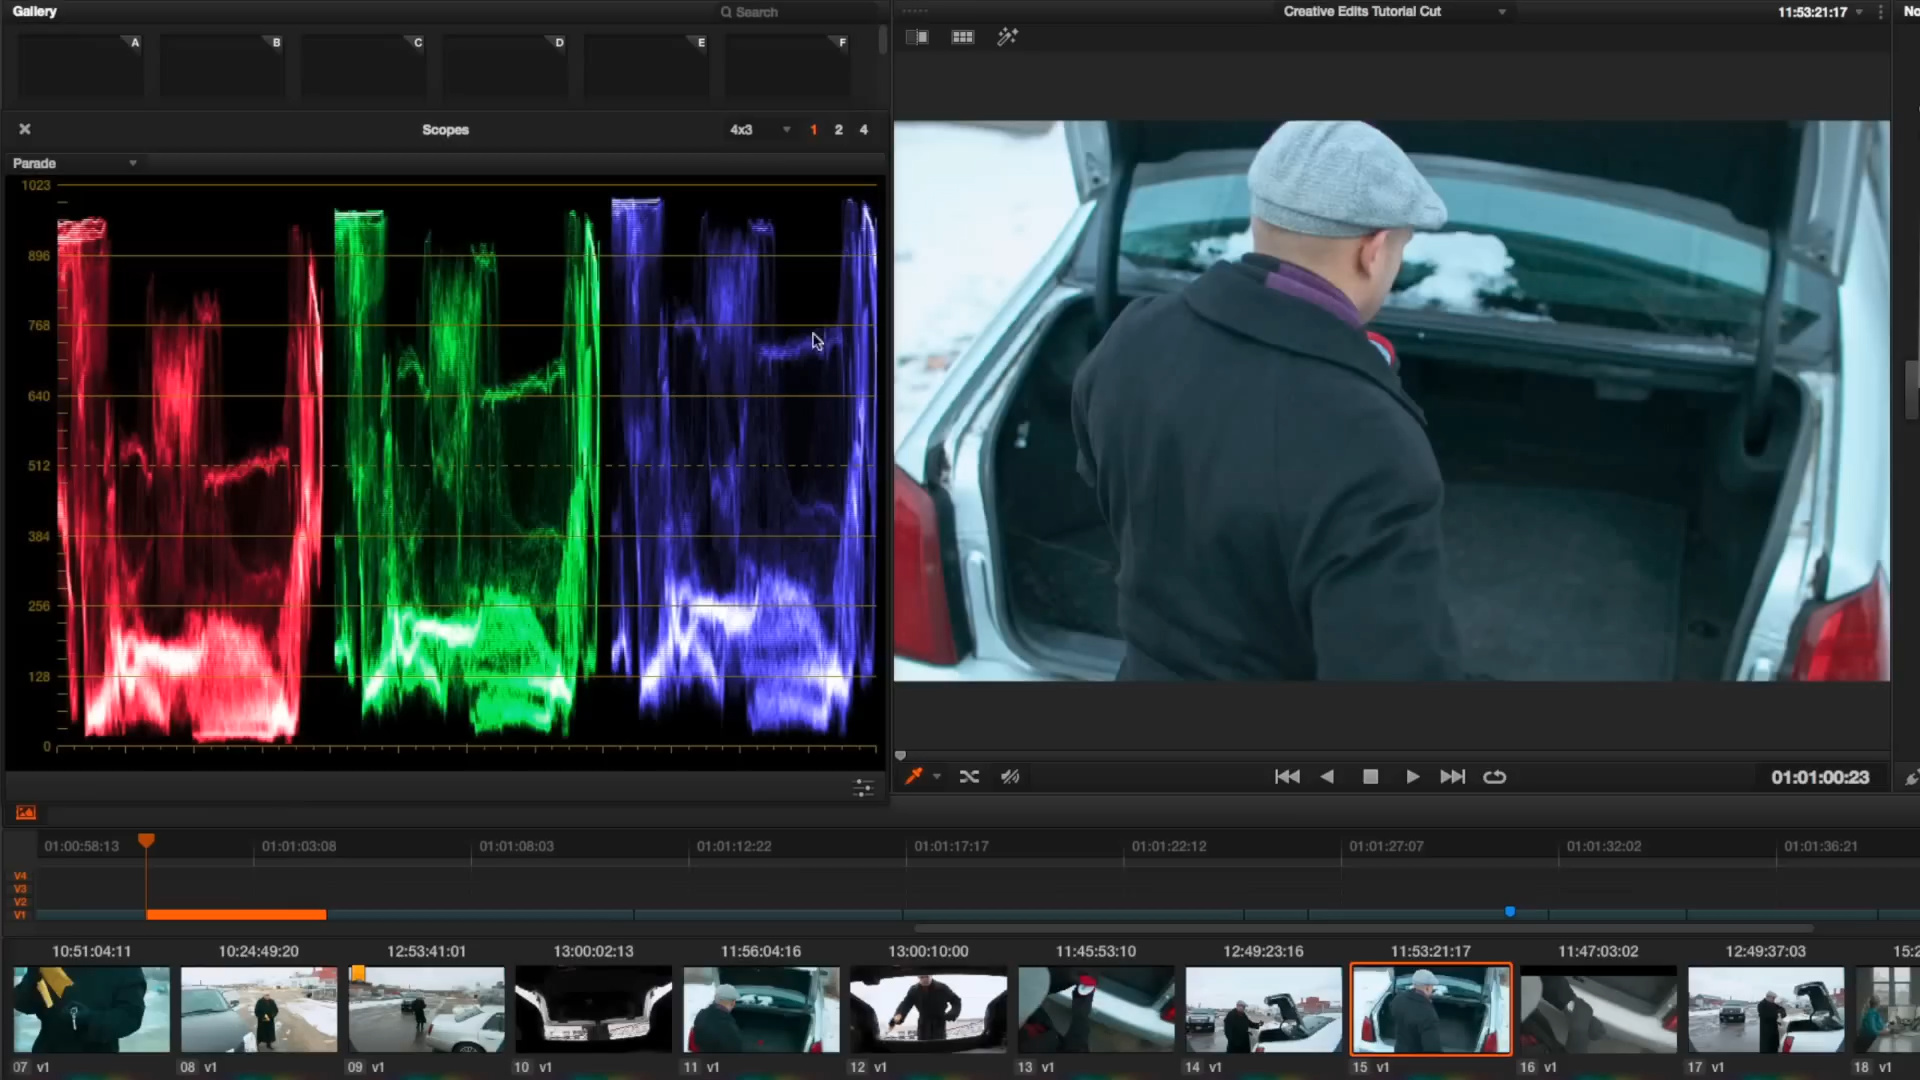 Gallery
Search
A B C D E F
Scopes
4x3 1 2 4
Parade
1023
896
768
640
512
384
256
128
0
Creative Edits Tutorial Cut
11:53:21:17
No
01:01:00:23
01:00:58:13 01:01:03:08 01:01:08:03 01:01:12:22 01:01:17:17 01:01:22:12 01:01:27:07 01:01:32:02 01:01:36:21
V4
V3
V2
V1
10:51:04:11 10:24:49:20 12:53:41:01 13:00:02:13 11:56:04:16 13:00:10:00 11:45:53:10 12:49:23:16 11:53:21:17 11:47:03:02 12:49:37:03 15:2
07 v1 08 v1 09 v1 10 v1 11 v1 12 v1 13 v1 14 v1 15 v1 16 v1 17 v1 18 v1